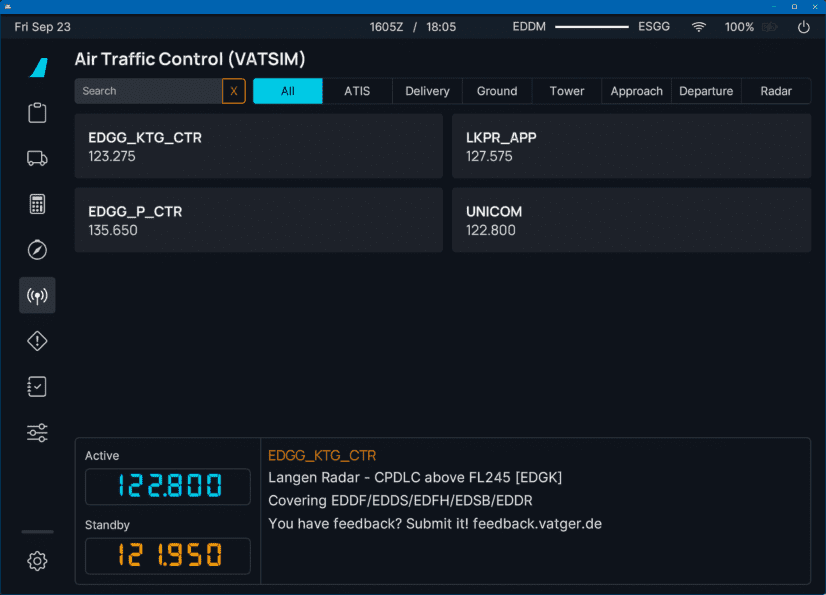 Fri Sep 23 1605Z / 18:05 EDDM ESGG 100%
Air Traffic Control (VATSIM)
Search X All ATIS Delivery Ground Tower Approach Departure Radar
EDGG_KTG_CTR
123.275
LKPR_APP
127.575
EDGG_P_CTR
135.650
UNICOM
122.800
Active
122.800
Standby
121.950
EDGG_KTG_CTR
Langen Radar - CPDLC above FL245 [EDGK]
Covering EDDF/EDDS/EDFH/EDSB/EDDR
You have feedback? Submit it! feedback.vatger.de